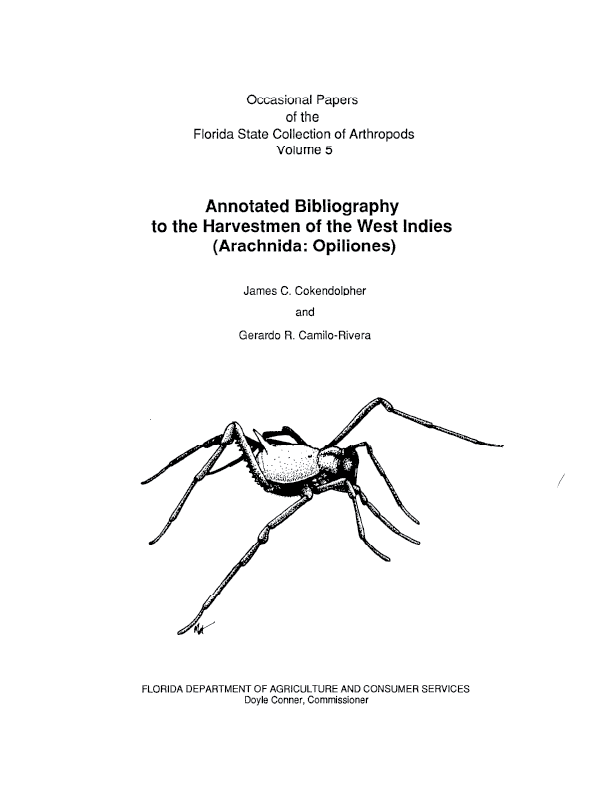 Occasional Papers
of the
Florida State Collection of Arthropods
Volume 5
Annotated Bibliography
to the Harvestmen of the West Indies
(Arachnida: Opiliones)
James C. Cokendolpher
and
Gerardo R. Camilo-Rivera
FLORIDA DEPARTMENT OF AGRICULTURE AND CONSUMER SERVICES
Doyle Conner, Commissioner